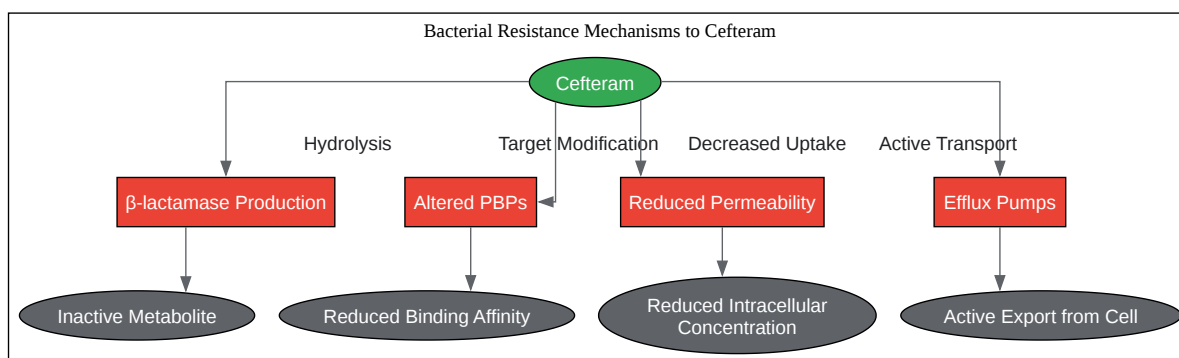 Bacterial Resistance Mechanisms to Cefteram
Cefteram
Hydrolysis
Target Modification
Decreased Uptake
Active Transport
β-lactamase Production
Altered PBPs
Reduced Permeability
Efflux Pumps
Inactive Metabolite
Reduced Binding Affinity
Reduced Intracellular
Concentration
Active Export from Cell